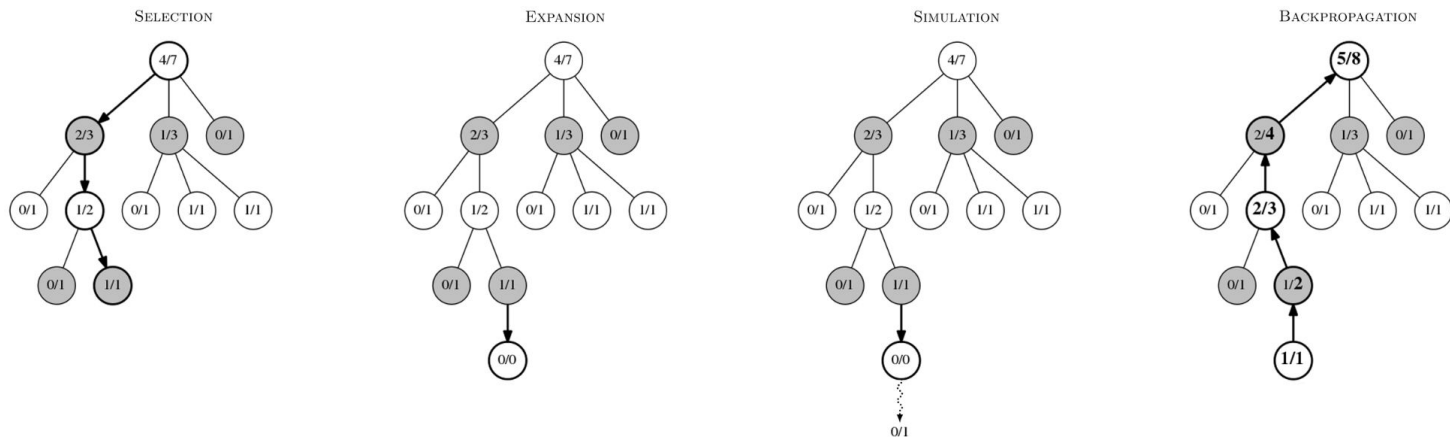 SELECTION EXPANSION SIMULATION BACKPROPAGATION
4/7 4/7 4/7 5/8
2/3 1/3 0/1 2/3 1/3 0/1 2/3 1/3 0/1 2/4 1/3 0/1
0/1 1/2 0/1 1/1 1/1 0/1 1/2 0/1 1/1 1/1 0/1 1/2 0/1 1/1 1/1 0/1 2/3 0/1 1/1 1/1
0/1 1/1 0/1 1/1 0/1 1/1 0/1 1/2
0/0 0/0 1/1
0/1